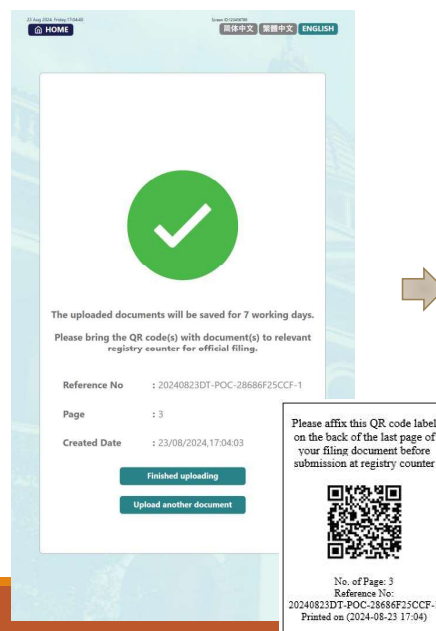 23 Aug 2024, Friday 17:04:40
HOME
简体中文 繁體中文 ENGLISH
The uploaded documents will be saved for 7 working days.
Please bring the QR code(s) with document(s) to relevant
registry counter for official filing.
Reference No : 20240823DT-POC-28686F25CCF-1
Page : 3
Created Date : 23/08/2024,17:04:03
Finished uploading
Upload another document
Please affix this QR code label
on the back of the last page of
your filing document before
submission at registry counter
No. of Page: 3
Reference No:
20240823DT-POC-28686F25CCF-
Printed on (2024-08-23 17:04)